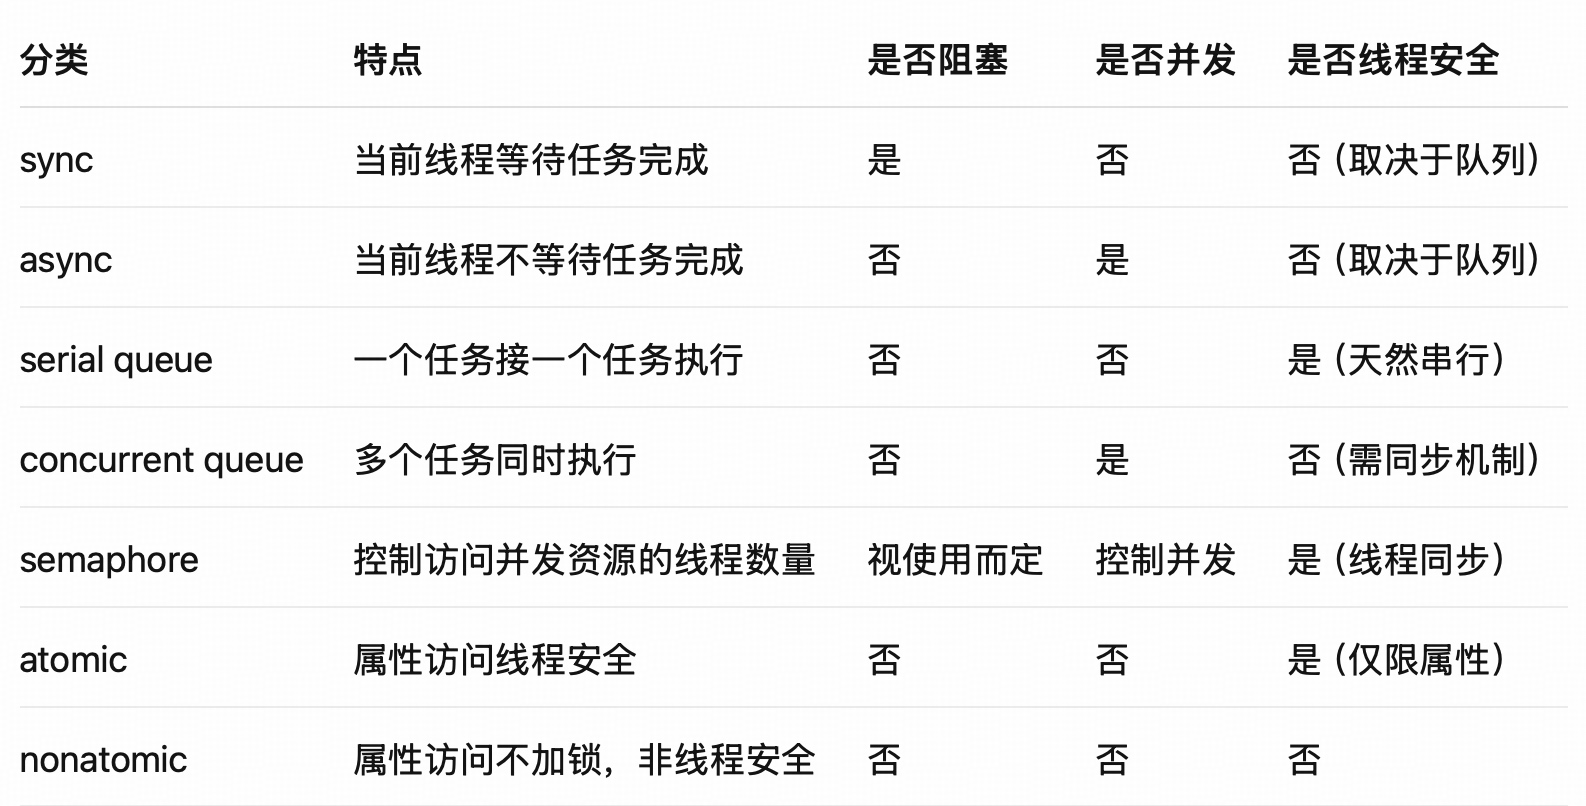 分类 特点 是否阻塞 是否并发 是否线程安全
sync 当前线程等待任务完成 是 否 否 (取决于队列)
async 当前线程不等待任务完成 否 是 否 (取决于队列)
serial queue 一个任务接一个任务执行 否 否 是 (天然串行)
concurrent queue 多个任务同时执行 否 是 否 (需同步机制)
semaphore 控制访问并发资源的线程数量 视使用而定 控制并发 是 (线程同步)
atomic 属性访问线程安全 否 否 是 (仅限属性)
nonatomic 属性访问不加锁，非线程安全 否 否 否